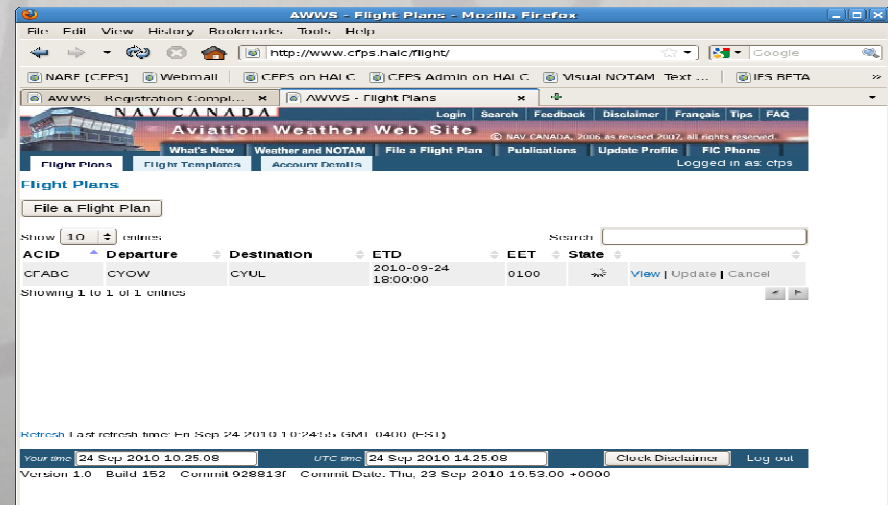 AWWS - Flight Plans - Mozilla Firefox
File Edit View History Bookmarks Tools Help
http://www.cfps.halc/flight/ Google
NARF [CFPS] Webmail CFPS on HALC CFPS Admin on HALC Visual NOTAM Text ... IFS BETA »
AWWS Registration Compl... AWWS - Flight Plans
NAV CANADA Login Search Feedback Disclaimer Français Tips FAQ
Aviation Weather Web Site © NAV CANADA, 2006 as revised 2007, all rights reserved.
What's New Weather and NOTAM File a Flight Plan Publications Update Profile FIC Phone
Flight Plans Flight Templates Account Details Logged in as: cfps
Flight Plans
File a Flight Plan
Show 10 entries Search
ACID Departure Destination ETD EET State
CFABC CYOW CYUL 2010-09-24 18:00:00 0100 View | Update | Cancel
Showing 1 to 1 of 1 entries
Refresh Last refresh time: Fri Sep 24 2010 10:24:55 GMT-0400 (EST)
Your time 24 Sep 2010 10:25:08 UTC time 24 Sep 2010 14:25:08 Clock Disclaimer Log out
Version 1.0 Build 152 Commit 928813f Commit Date: Thu, 23 Sep 2010 19:53:00 +0000